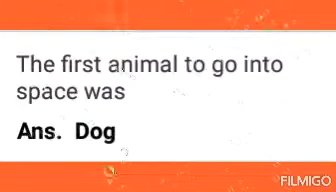 The first animal to go into
space was
Ans. Dog
FILMIGO